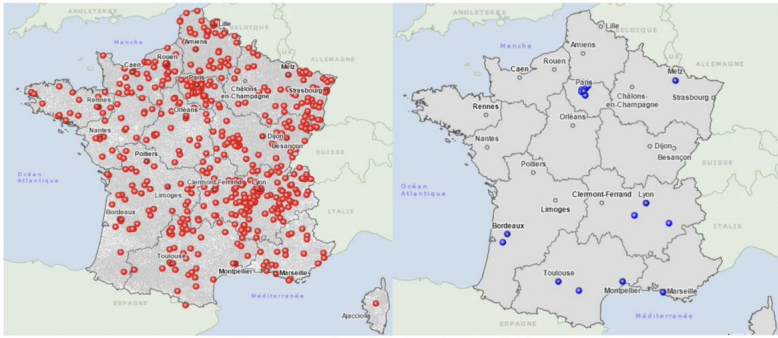 ANGLETERRE
BELGIQUE
Lille
Manche
Amiens
LUX
Rouen
ALLEMAGNE
Caen
Metz
Paris
Châlons-
en-Champagne
Strasbourg
Rennes
Orléans
Nantes
Dijon
Besançon
Poitiers
SUISSE
Océan
Atlantique
Clermont-Ferrand
Lyon
Limoges
ITALIE
Bordeaux
Toulouse
Montpellier
Marseille
ESPAGNE
Méditerranée
Ajaccio
ANGLETERRE
Lille
BELGIQUE
Manche
Amiens
LUX
Rouen
ALLEMAGNE
Caen
Metz
Paris
Châlons-
en-Champagne
Strasbourg
Rennes
Orléans
Nantes
Dijon
Besançon
Poitiers
SUISSE
Océan
Atlantique
Clermont-Ferrand
Lyon
Limoges
ITALIE
Bordeaux
Toulouse
Montpellier
Marseille
ESPAGNE
Méditerranée